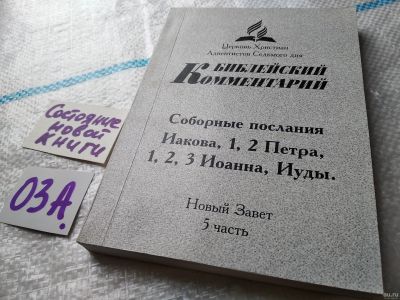 Церковь Христиан
Адвентистов Седьмого дня
БИБЛЕЙСКИЙ
КОММЕНТАРИЙ
Соборные послания
Иакова, 1, 2 Петра,
1, 2, 3 Иоанна, Иуды.
Новый Завет
5 часть
Состояние
новой
книги
03А.
au.ru